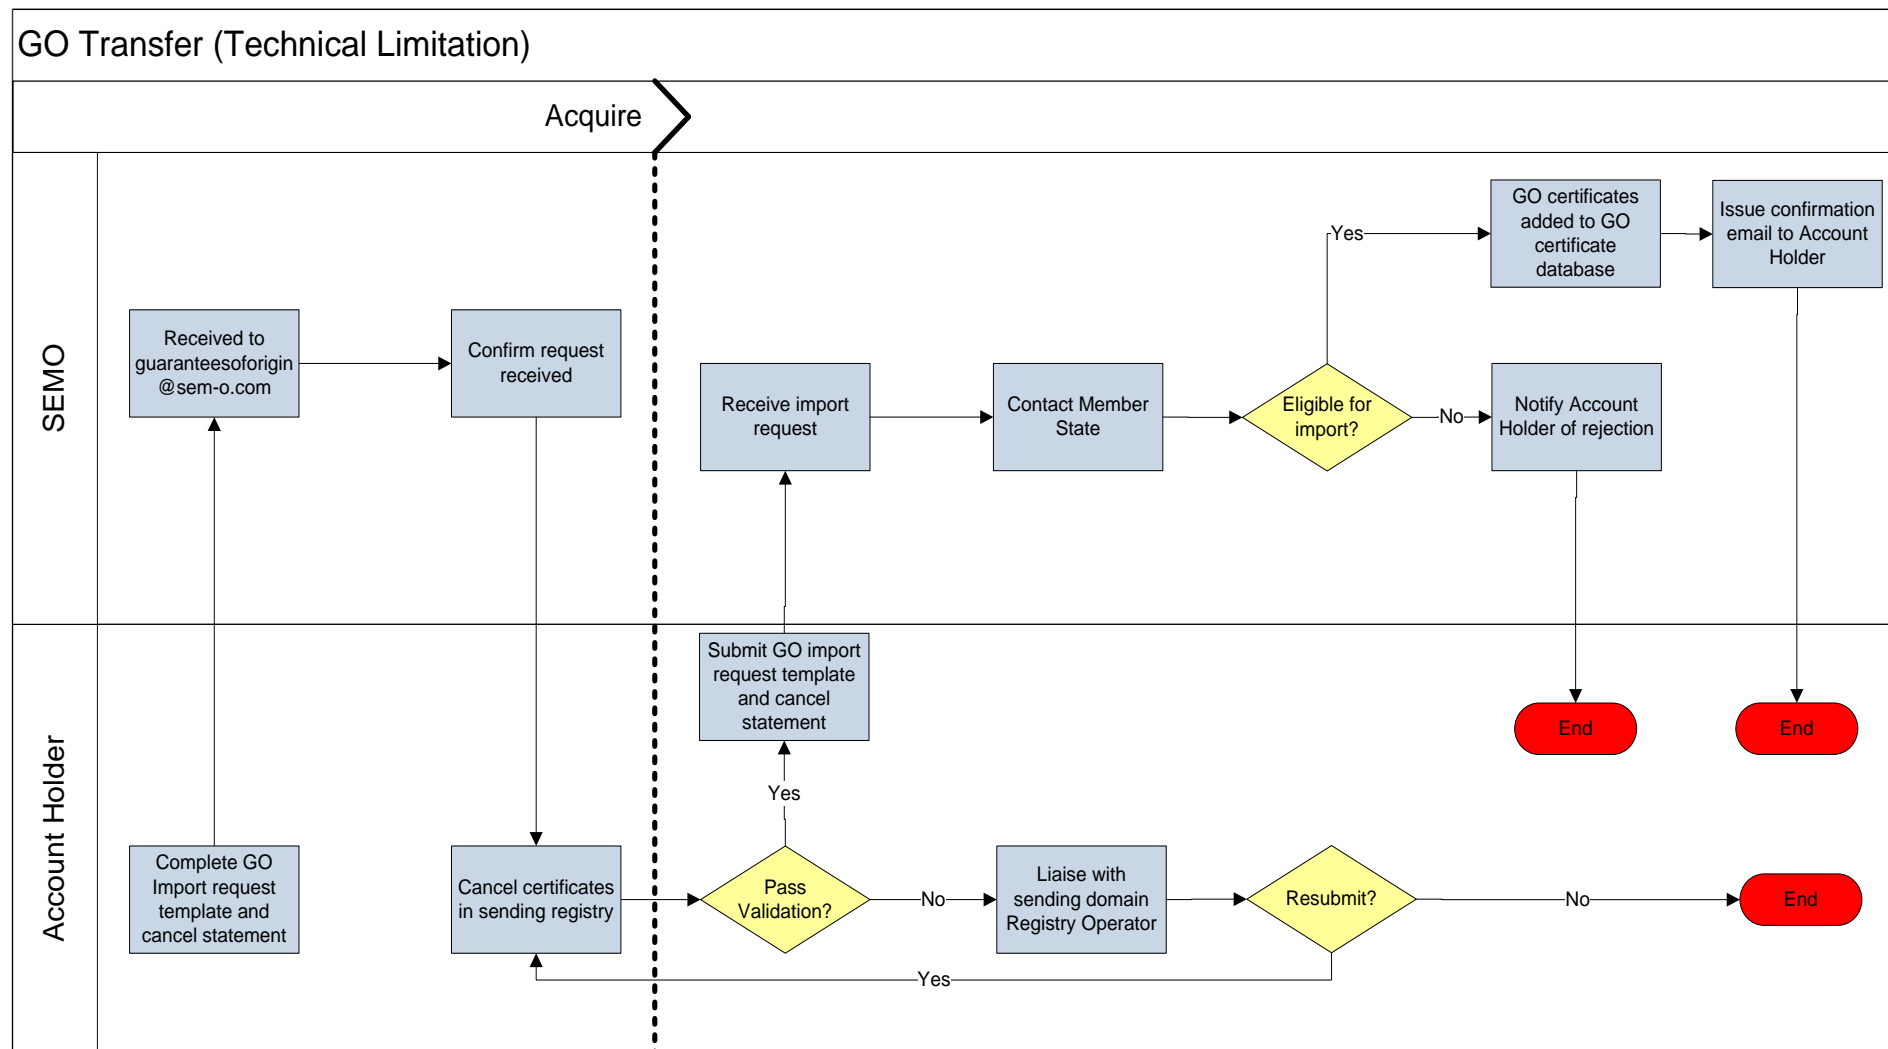 GO Transfer (Technical Limitation)
Acquire
SEMO
Received to
guaranteesoforigin
@sem-o.com
Confirm request
received
Receive import
request
Contact Member
State
Eligible for
import?
Yes
No
GO certificates
added to GO
certificate
database
Issue confirmation
email to Account
Holder
Notify Account
Holder of rejection
Account Holder
Complete GO
Import request
template and
cancel statement
Cancel certificates
in sending registry
Submit GO import
request template
and cancel
statement
Yes
Pass
Validation?
No
Liaise with
sending domain
Registry Operator
Resubmit?
No
Yes
End
End
End